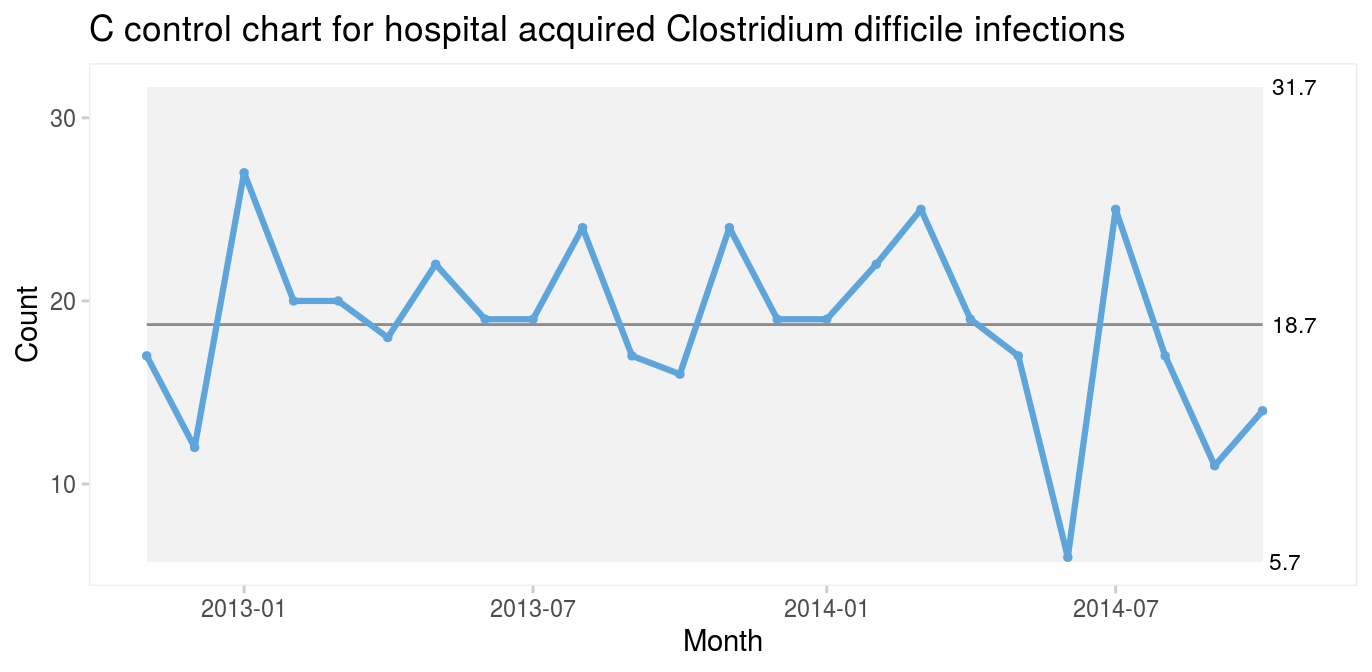 C control chart for hospital acquired Clostridium difficile infections
31.7
30
20
18.7
10
5.7
Count
2013-01 2013-07 2014-01 2014-07
Month